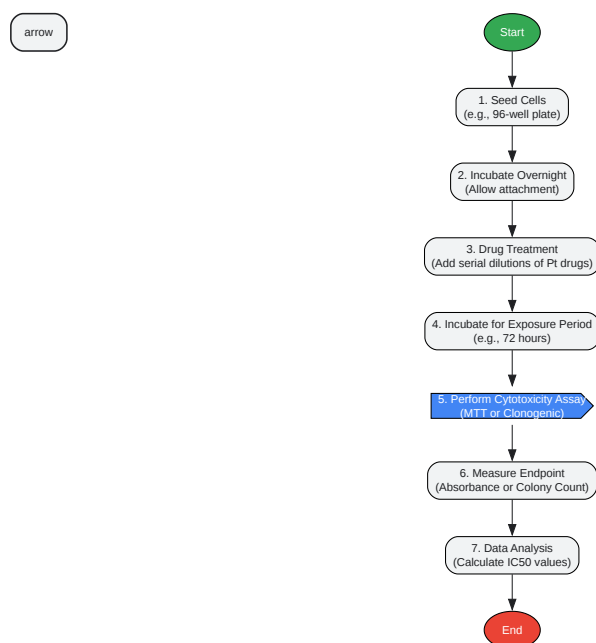 arrow
Start
1. Seed Cells
(e.g., 96-well plate)
2. Incubate Overnight
(Allow attachment)
3. Drug Treatment
(Add serial dilutions of Pt drugs)
4. Incubate for Exposure Period
(e.g., 72 hours)
5. Perform Cytotoxicity Assay
(MTT or Clonogenic)
6. Measure Endpoint
(Absorbance or Colony Count)
7. Data Analysis
(Calculate IC50 values)
End